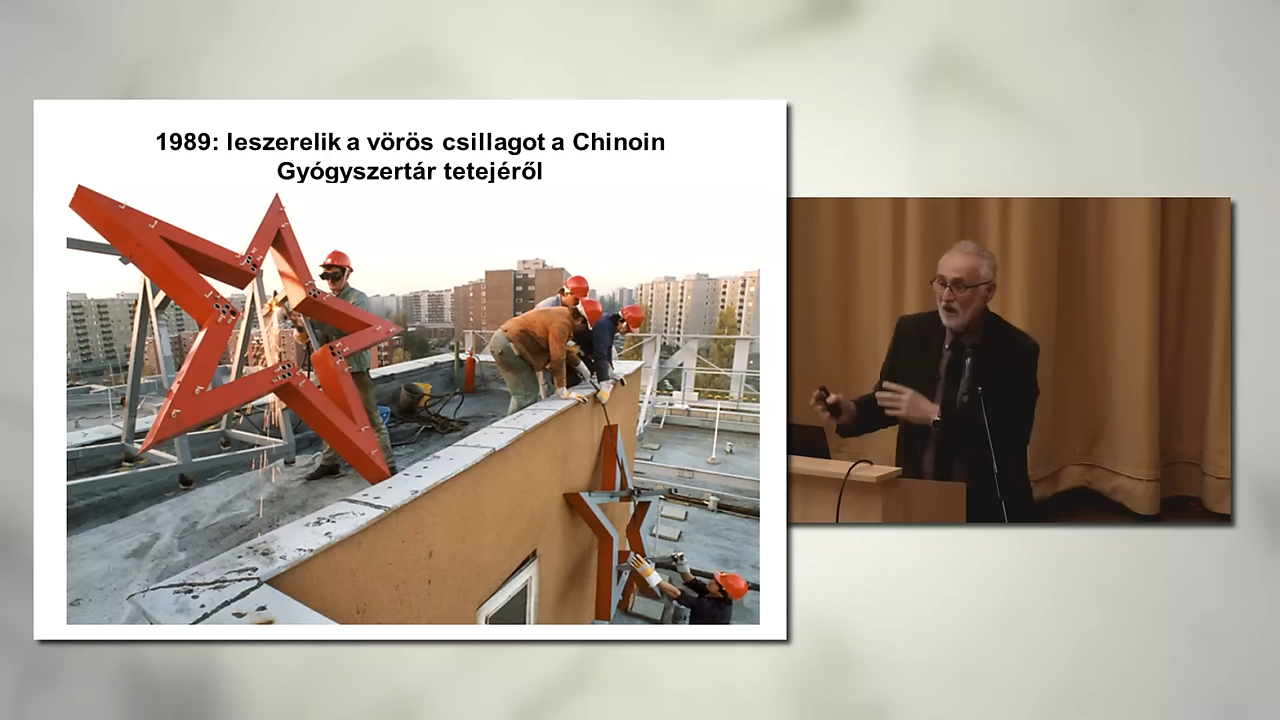 1989: leszerelik a vörös csillagot a Chinoin
Gyógyszertár tetejéről